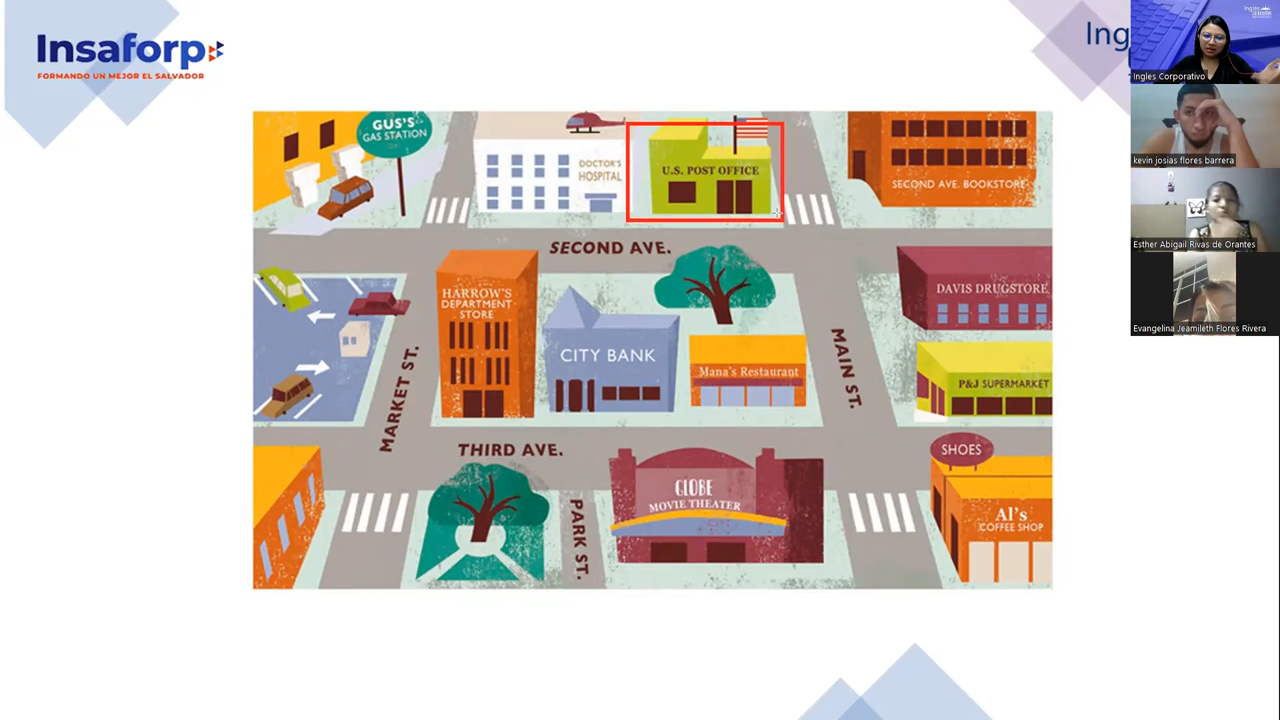 Insaforp
FORMANDO UN MEJOR EL SALVADOR
Ing
GUS'S
GAS STATION
DOCTOR'S
HOSPITAL
U.S. POST OFFICE
SECOND AVE. BOOKSTORE
SECOND AVE.
HARROW'S
DEPARTMENT
STORE
CITY BANK
Mana's Restaurant
DAVIS DRUGSTORE
P&J SUPERMARKET
MARKET ST.
MAIN ST.
THIRD AVE.
PARK ST.
GLOBE
MOVIE THEATER
SHOES
Al's
COFFEE SHOP
Ingles Corporativo
kevin josias flores barrera
Esther Abigail Rivas de Orantes
Evangelina Jeamileth Flores Rivera